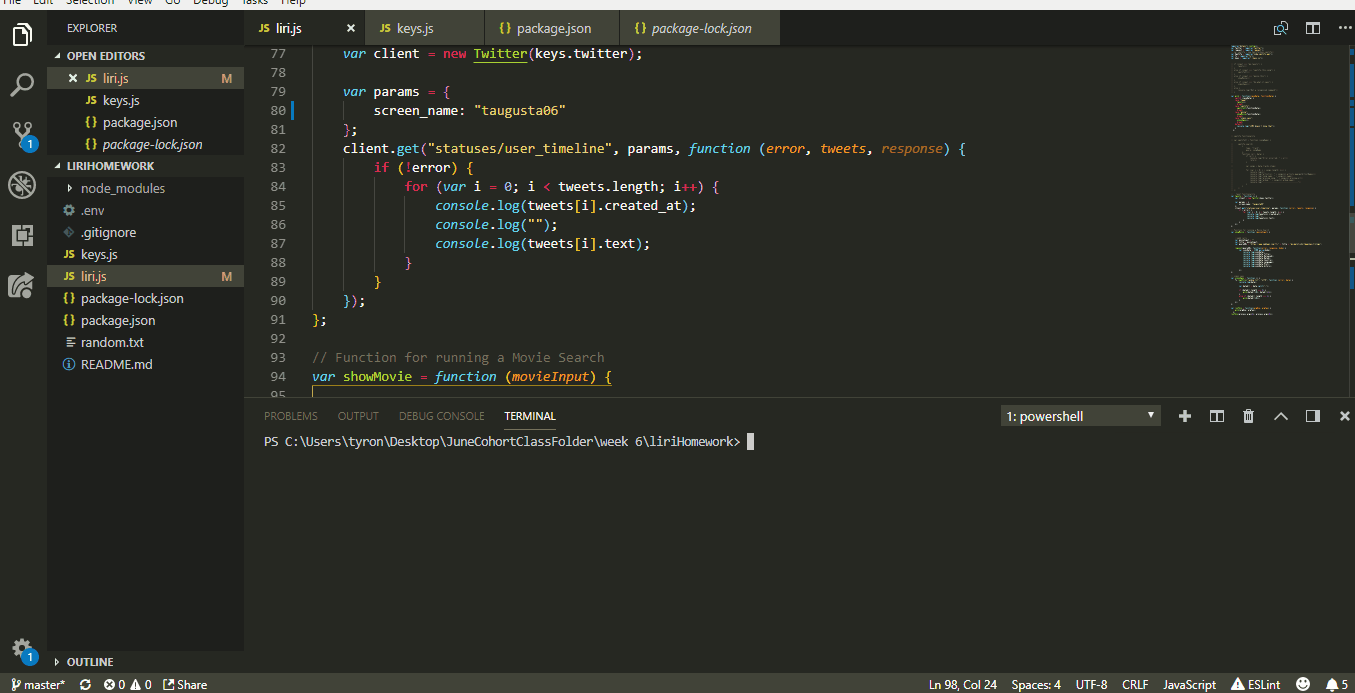 File Edit Selection View Go Debug Tasks Help
EXPLORER
OPEN EDITORS
JS liri.js M
JS keys.js
{} package.json
{} package-lock.json
LIRIHOMEWORK
node_modules
.env
.gitignore
JS keys.js
JS liri.js M
{} package-lock.json
{} package.json
random.txt
README.md
OUTLINE
JS liri.js
JS keys.js
{} package.json
{} package-lock.json
77 var client = new Twitter(keys.twitter);
78
79 var params = {
80 screen_name: "taugusta06"
81 };
82 client.get("statuses/user_timeline", params, function (error, tweets, response) {
83 if (!error) {
84 for (var i = 0; i < tweets.length; i++) {
85 console.log(tweets[i].created_at);
86 console.log("");
87 console.log(tweets[i].text);
88 }
89 }
90 });
91 };
92
93 // Function for running a Movie Search
94 var showMovie = function (movieInput) {
95
PROBLEMS OUTPUT DEBUG CONSOLE TERMINAL 1: powershell
PS C:\Users\tyron\Desktop\JuneCohortClassFolder\week 6\liriHomework>
1
1
master* 0 0 Share Ln 98, Col 24 Spaces: 4 UTF-8 CRLF JavaScript ESLint 5